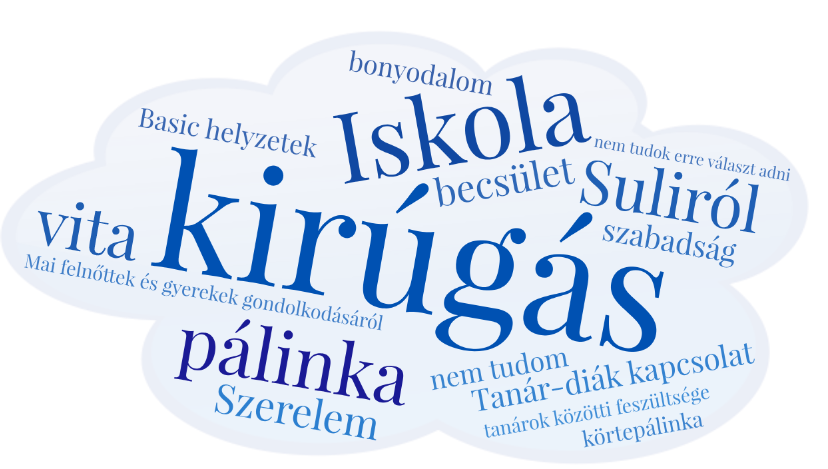 bonyodalom
Iskola
Basic helyzetek
nem tudok erre választ adni
becsület
Suliról
kirúgás
vita
szabadság
Mai felnőttek és gyerekek gondolkodásáról
pálinka
nem tudom
Tanár-diák kapcsolat
Szerelem
tanárok közötti feszültsége
körtepálinka